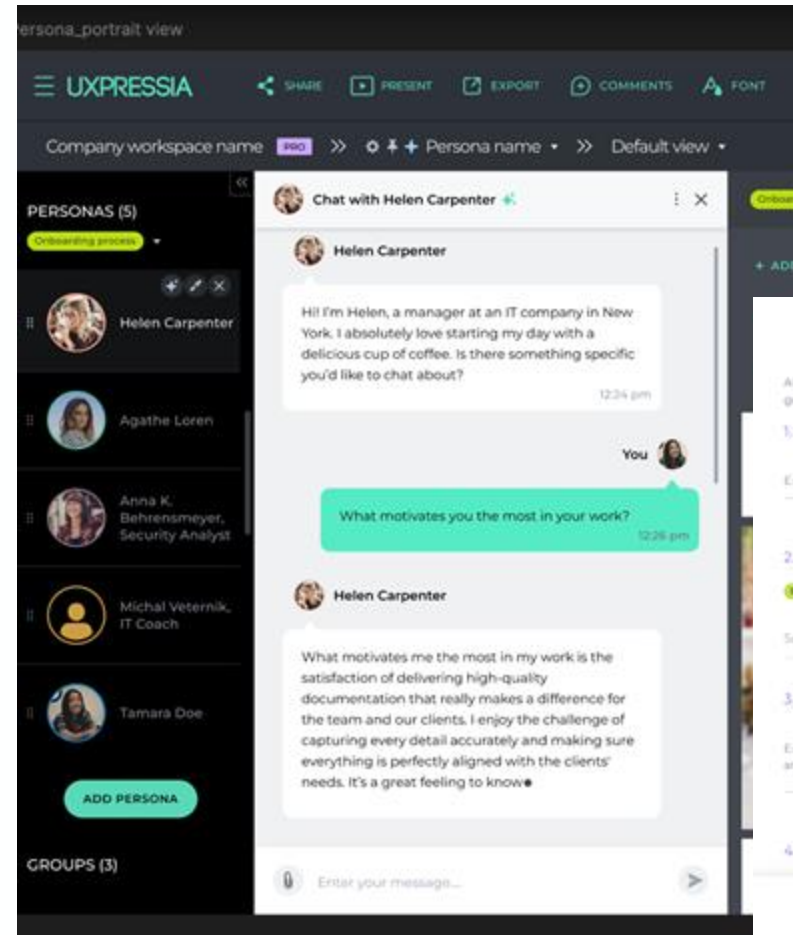 Persona_portrait view
UXPRESSIA SHARE PRESENT EXPORT COMMENTS FONT
Company workspace name PRO Persona name Default view
PERSONAS (5)
Onboarding process
Helen Carpenter
Agathe Loren
Anna K.
Behrensmeyer,
Security Analyst
Michal Veternik,
IT Coach
Tamara Doe
ADD PERSONA
GROUPS (3)
Chat with Helen Carpenter
Helen Carpenter
Hi! I'm Helen, a manager at an IT company in New
York. I absolutely love starting my day with a
delicious cup of coffee. Is there something specific
you'd like to chat about?
12:24 pm
You
What motivates you the most in your work?
12:26 pm
Helen Carpenter
What motivates me the most in my work is the
satisfaction of delivering high-quality
documentation that really makes a difference for
the team and our clients. I enjoy the challenge of
capturing every detail accurately and making sure
everything is perfectly aligned with the clients'
needs. It's a great feeling to know
Enter your message...
1.
2.
3.
4.